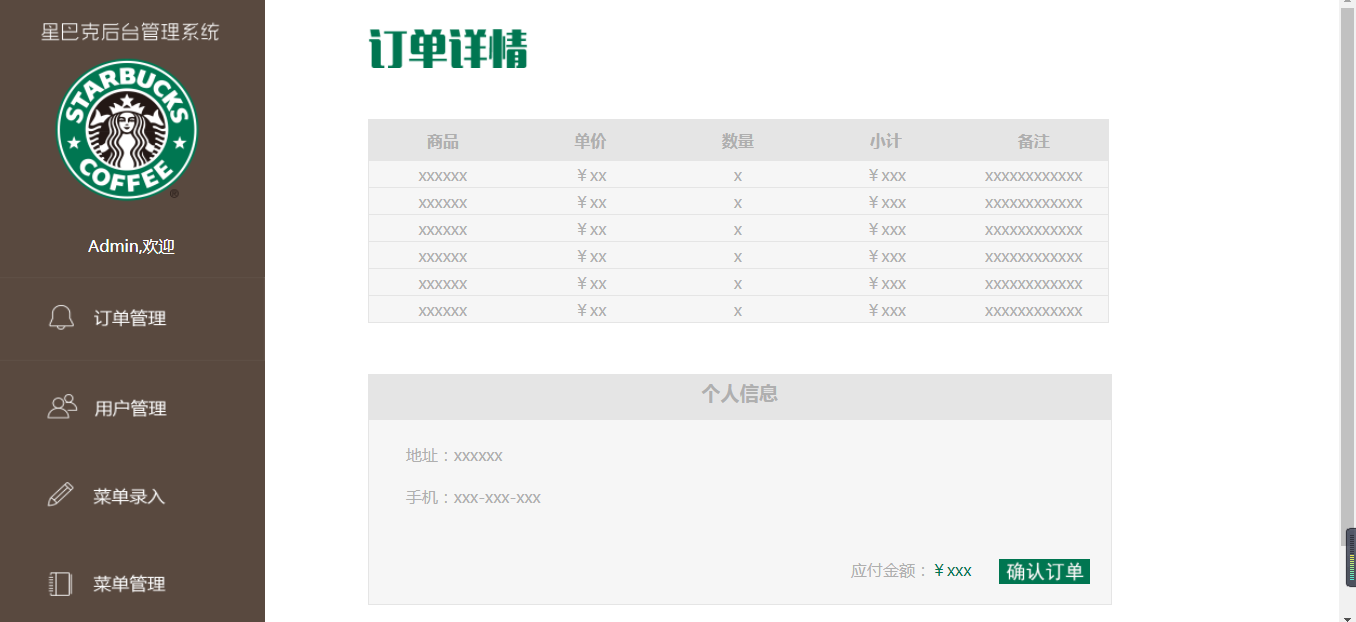 星巴克后台管理系统
STARBUCKS
COFFEE
®
Admin,欢迎
订单管理
用户管理
菜单录入
菜单管理
订单详情
商品 单价 数量 小计 备注
xxxxxx ￥xx x ￥xxx xxxxxxxxxxxx
xxxxxx ￥xx x ￥xxx xxxxxxxxxxxx
xxxxxx ￥xx x ￥xxx xxxxxxxxxxxx
xxxxxx ￥xx x ￥xxx xxxxxxxxxxxx
xxxxxx ￥xx x ￥xxx xxxxxxxxxxxx
xxxxxx ￥xx x ￥xxx xxxxxxxxxxxx
个人信息
地址：xxxxxx
手机：xxx-xxx-xxx
应付金额：￥xxx 确认订单